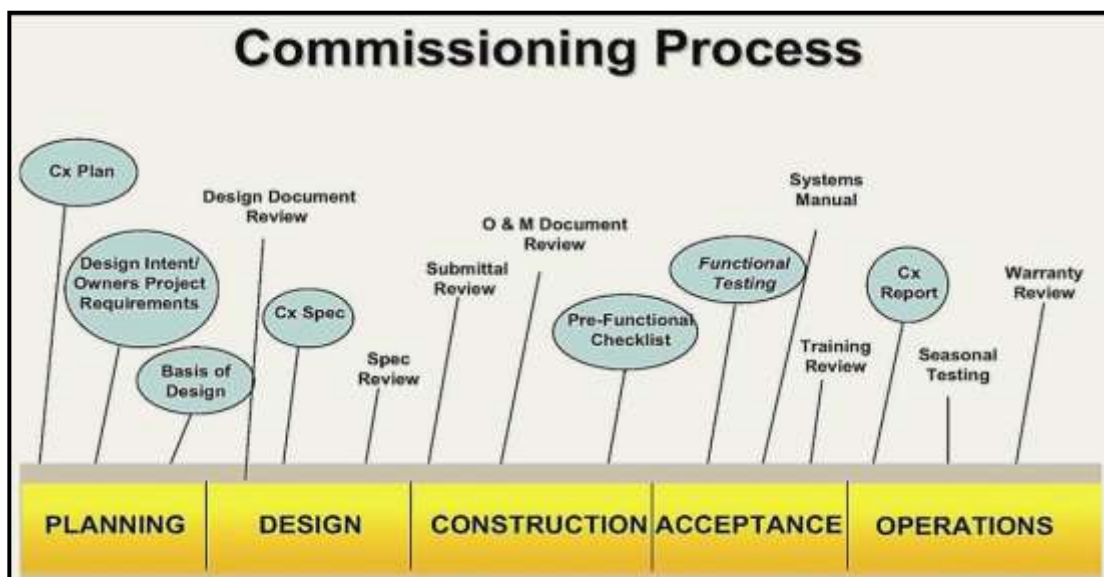 Commissioning Process
Cx Plan
Design Document
Review
Design Intent/
Owners Project
Requirements
Basis of
Design
Cx Spec
Spec
Review
Submittal
Review
O & M Document
Review
Pre-Functional
Checklist
Functional
Testing
Systems
Manual
Training
Review
Cx
Report
Seasonal
Testing
Warranty
Review
PLANNING
DESIGN
CONSTRUCTION
ACCEPTANCE
OPERATIONS